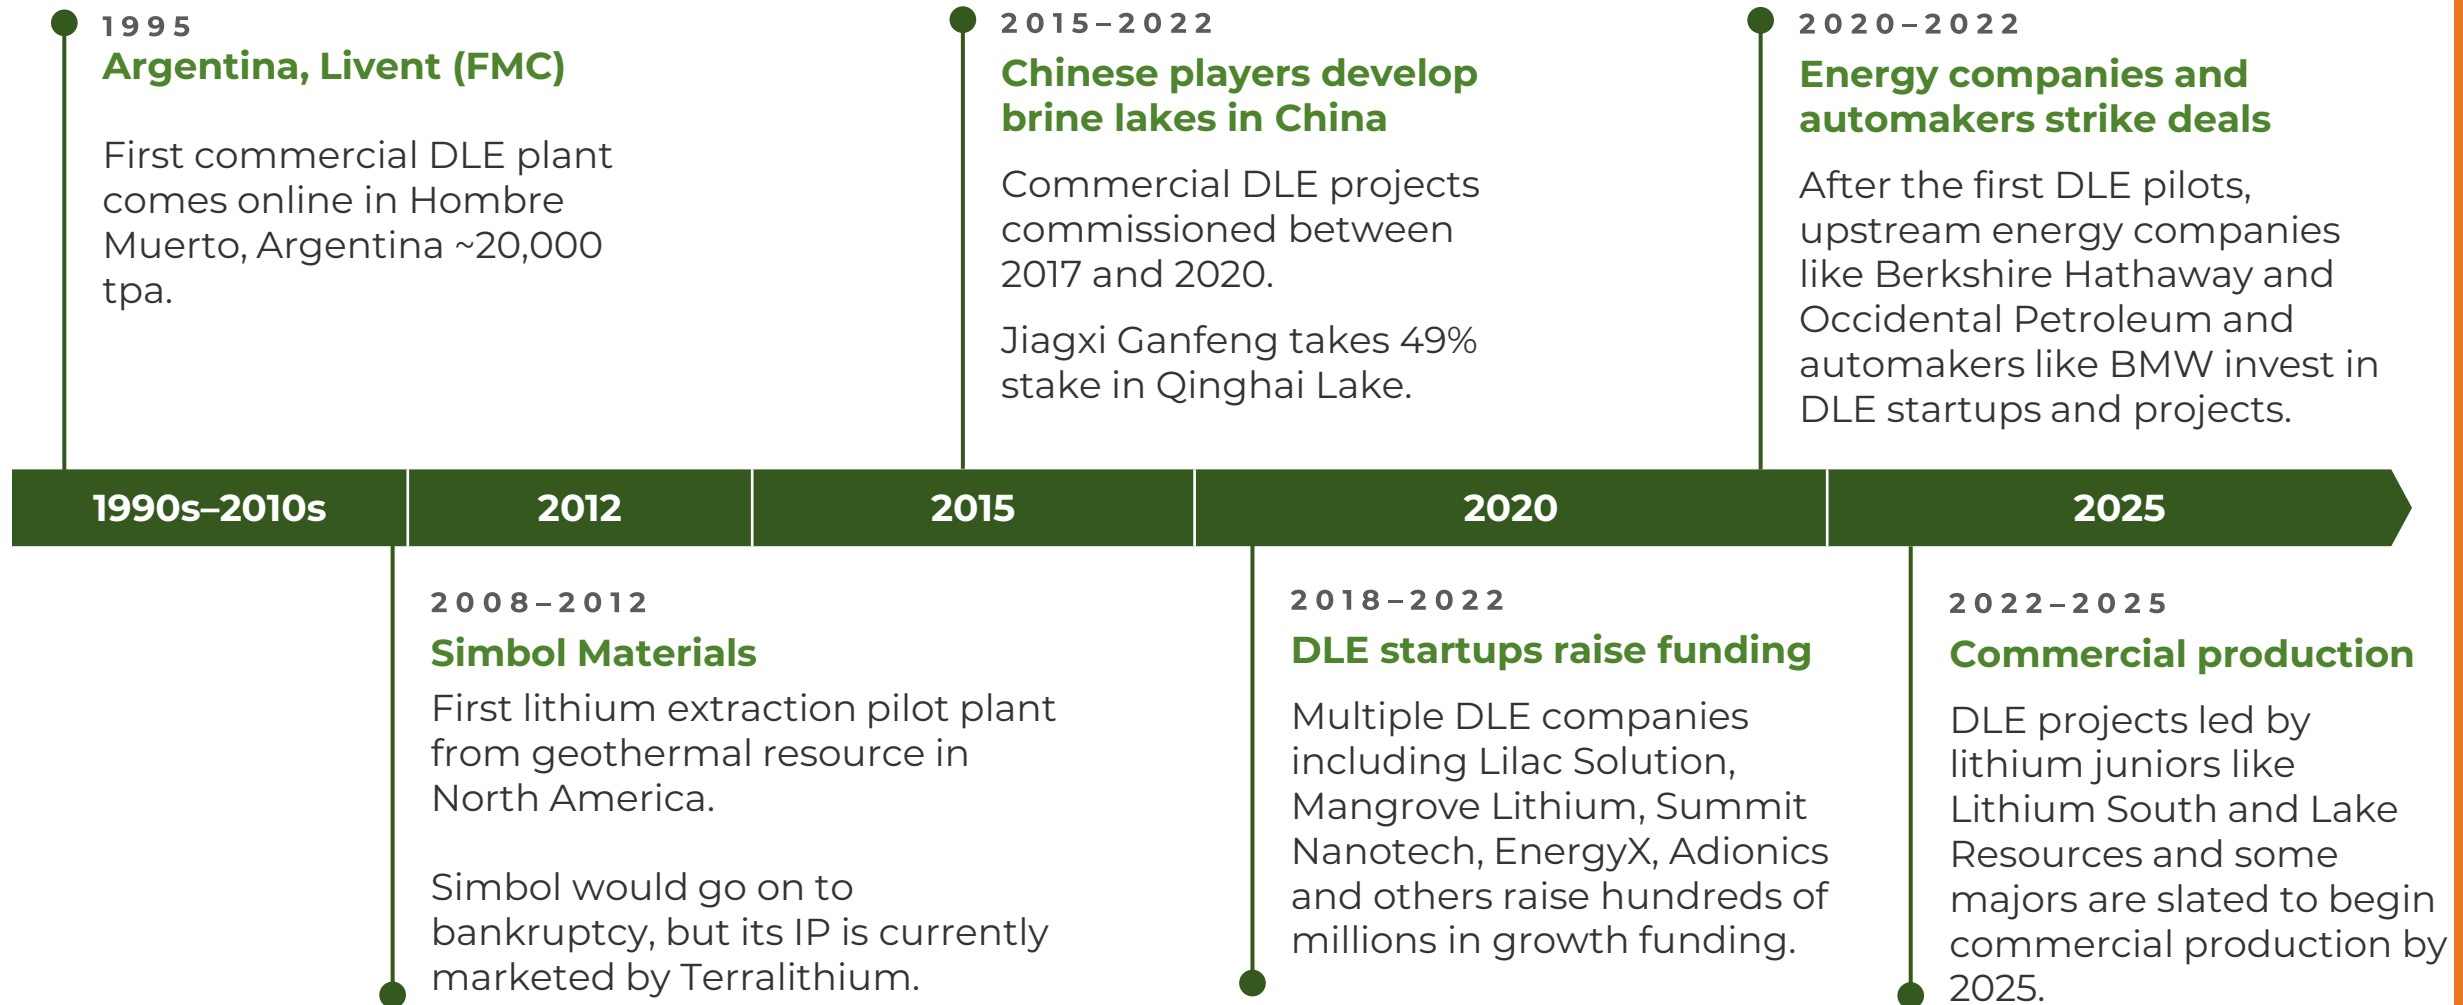 1995
Argentina, Livent (FMC)
First commercial DLE plant
comes online in Hombre
Muerto, Argentina ~20,000
tpa.
2015–2022
Chinese players develop
brine lakes in China
Commercial DLE projects
commissioned between
2017 and 2020.
Jiagxi Ganfeng takes 49%
stake in Qinghai Lake.
2020–2022
Energy companies and
automakers strike deals
After the first DLE pilots,
upstream energy companies
like Berkshire Hathaway and
Occidental Petroleum and
automakers like BMW invest in
DLE startups and projects.
1990s–2010s
2012
2015
2020
2025
2008–2012
Simbol Materials
First lithium extraction pilot plant
from geothermal resource in
North America.
Simbol would go on to
bankruptcy, but its IP is currently
marketed by Terralithium.
2018–2022
DLE startups raise funding
Multiple DLE companies
including Lilac Solution,
Mangrove Lithium, Summit
Nanotech, EnergyX, Adionics
and others raise hundreds of
millions in growth funding.
2022–2025
Commercial production
DLE projects led by
lithium juniors like
Lithium South and Lake
Resources and some
majors are slated to begin
commercial production by
2025.